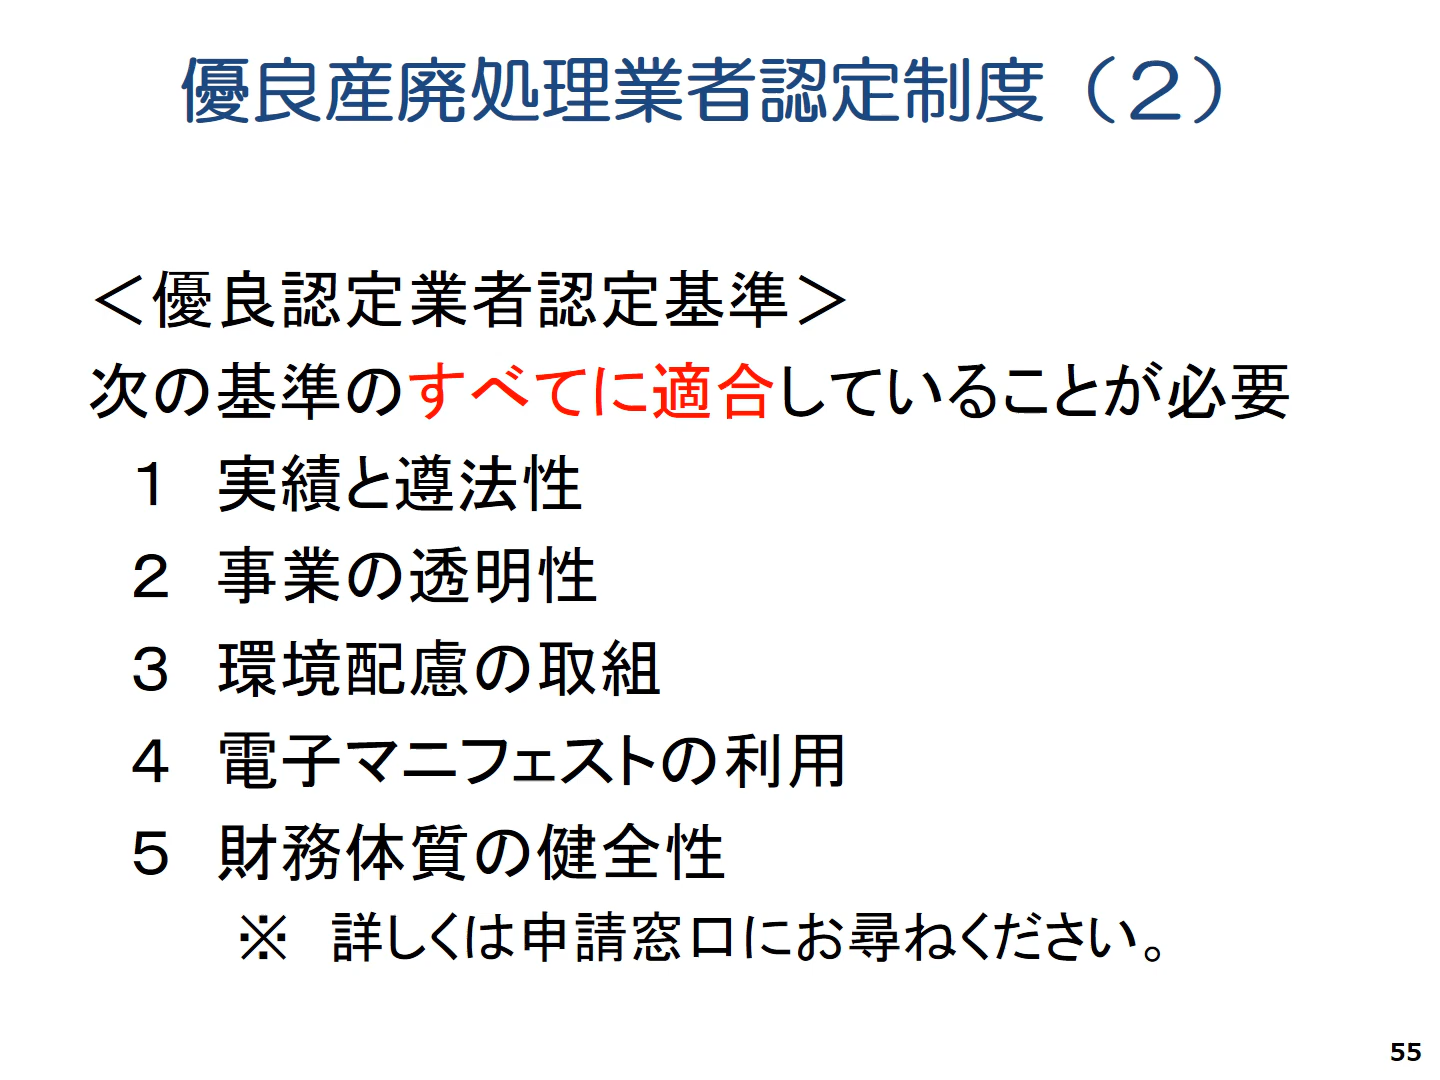 優良産廃処理業者認定制度（２）
＜優良認定業者認定基準＞
次の基準のすべてに適合していることが必要
１　実績と遵法性
２　事業の透明性
３　環境配慮の取組
４　電子マニフェストの利用
５　財務体質の健全性
※　詳しくは申請窓口にお尋ねください。
55